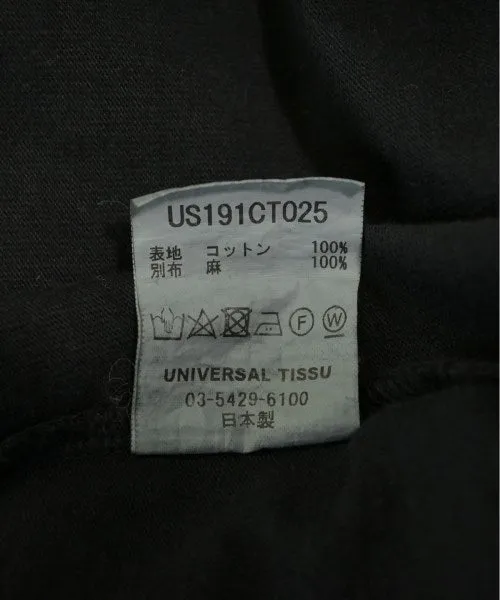 US191CT025
表地 コットン 100%
別布 麻 100%
F W
UNIVERSAL TISSU
03-5429-6100
日本製